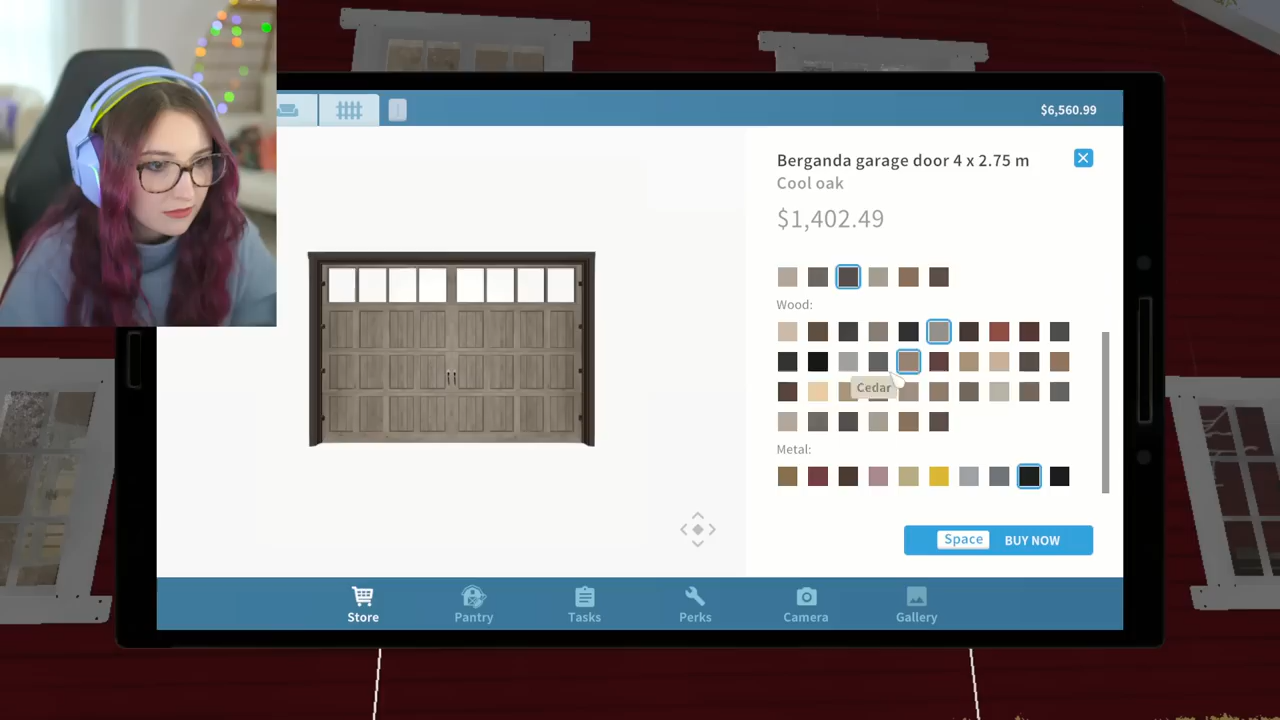 $6,560.99
Berganda garage door 4 x 2.75 m
Cool oak
$1,402.49
Wood:
Cedar
Metal:
Space BUY NOW
Store Pantry Tasks Perks Camera Gallery